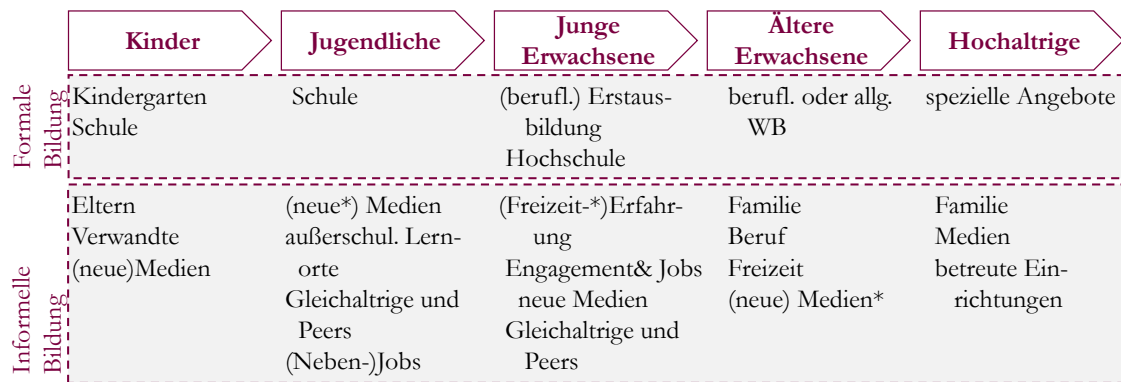 Kinder
Jugendliche
Junge
Erwachsene
Ältere
Erwachsene
Hochaltrige
Formale
Bildung
Kindergarten
Schule
Schule
(berufl.) Erstaus-
bildung
Hochschule
berufl. oder allg.
WB
spezielle Angebote
Informelle
Bildung
Eltern
Verwandte
(neue)Medien
(neue*) Medien
außerschul. Lern-
orte
Gleichaltrige und
Peers
(Neben-)Jobs
(Freizeit-*)Erfahr-
ung
Engagement& Jobs
neue Medien
Gleichaltrige und
Peers
Familie
Beruf
Freizeit
(neue) Medien*
Familie
Medien
betreute Ein-
richtungen